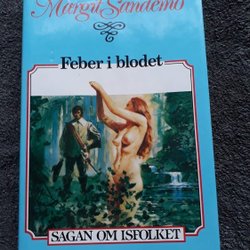 Margit Sandemo
Feber i blodet
SAGAN OM ISFOLKET